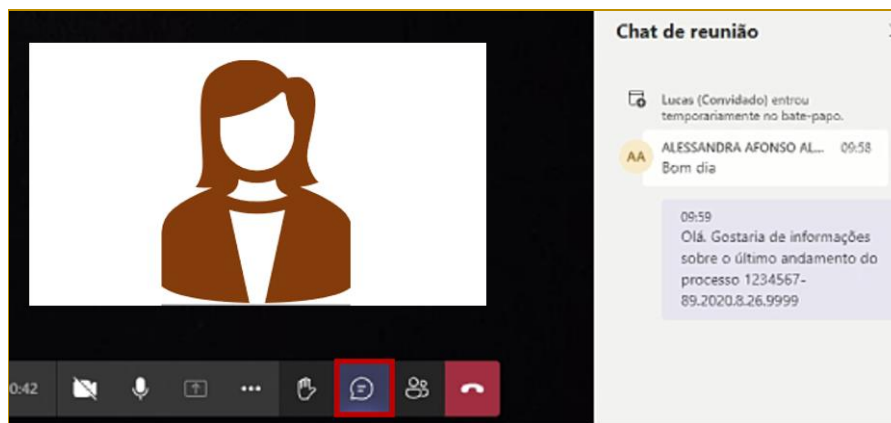 Chat de reunião
Lucas (Convidado) entrou
temporariamente no bate-papo.
AA
ALESSANDRA AFONSO AL... 09:58
Bom dia
09:59
Olá. Gostaria de informações
sobre o último andamento do
processo 1234567-
89.2020.8.26.9999
0:42